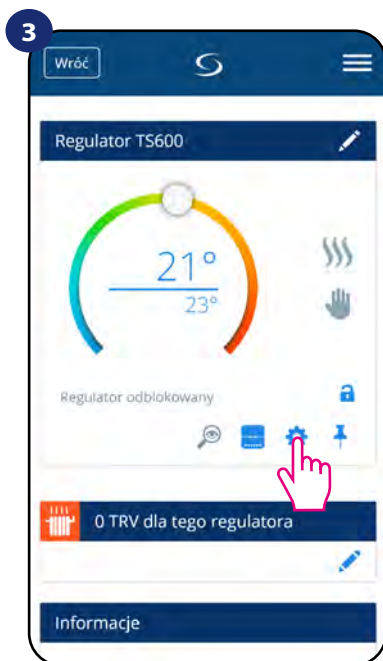 3
Wróć
Regulator TS600
21°
23°
Regulator odblokowany
0 TRV dla tego regulatora
Informacje